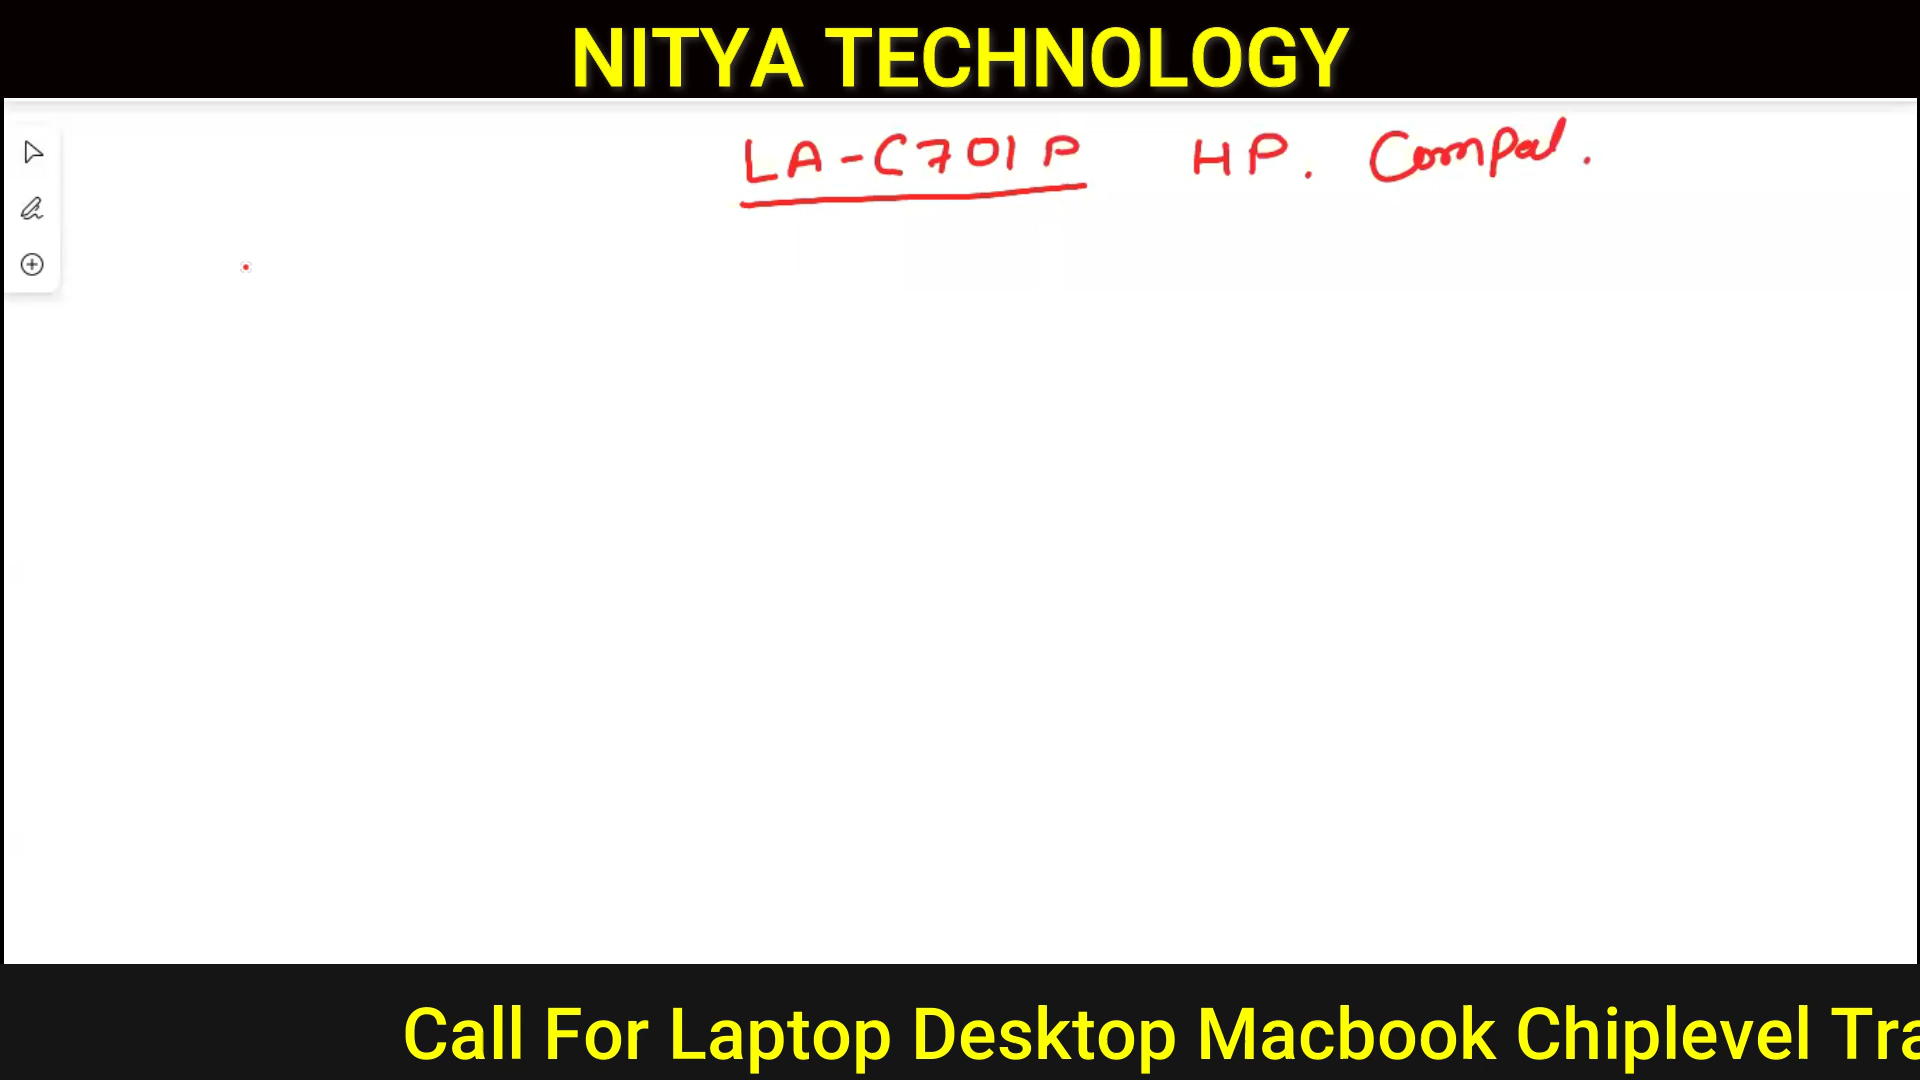 NITYA TECHNOLOGY
LA-C701P HP. Compal.
Call For Laptop Desktop Macbook Chiplevel Tra